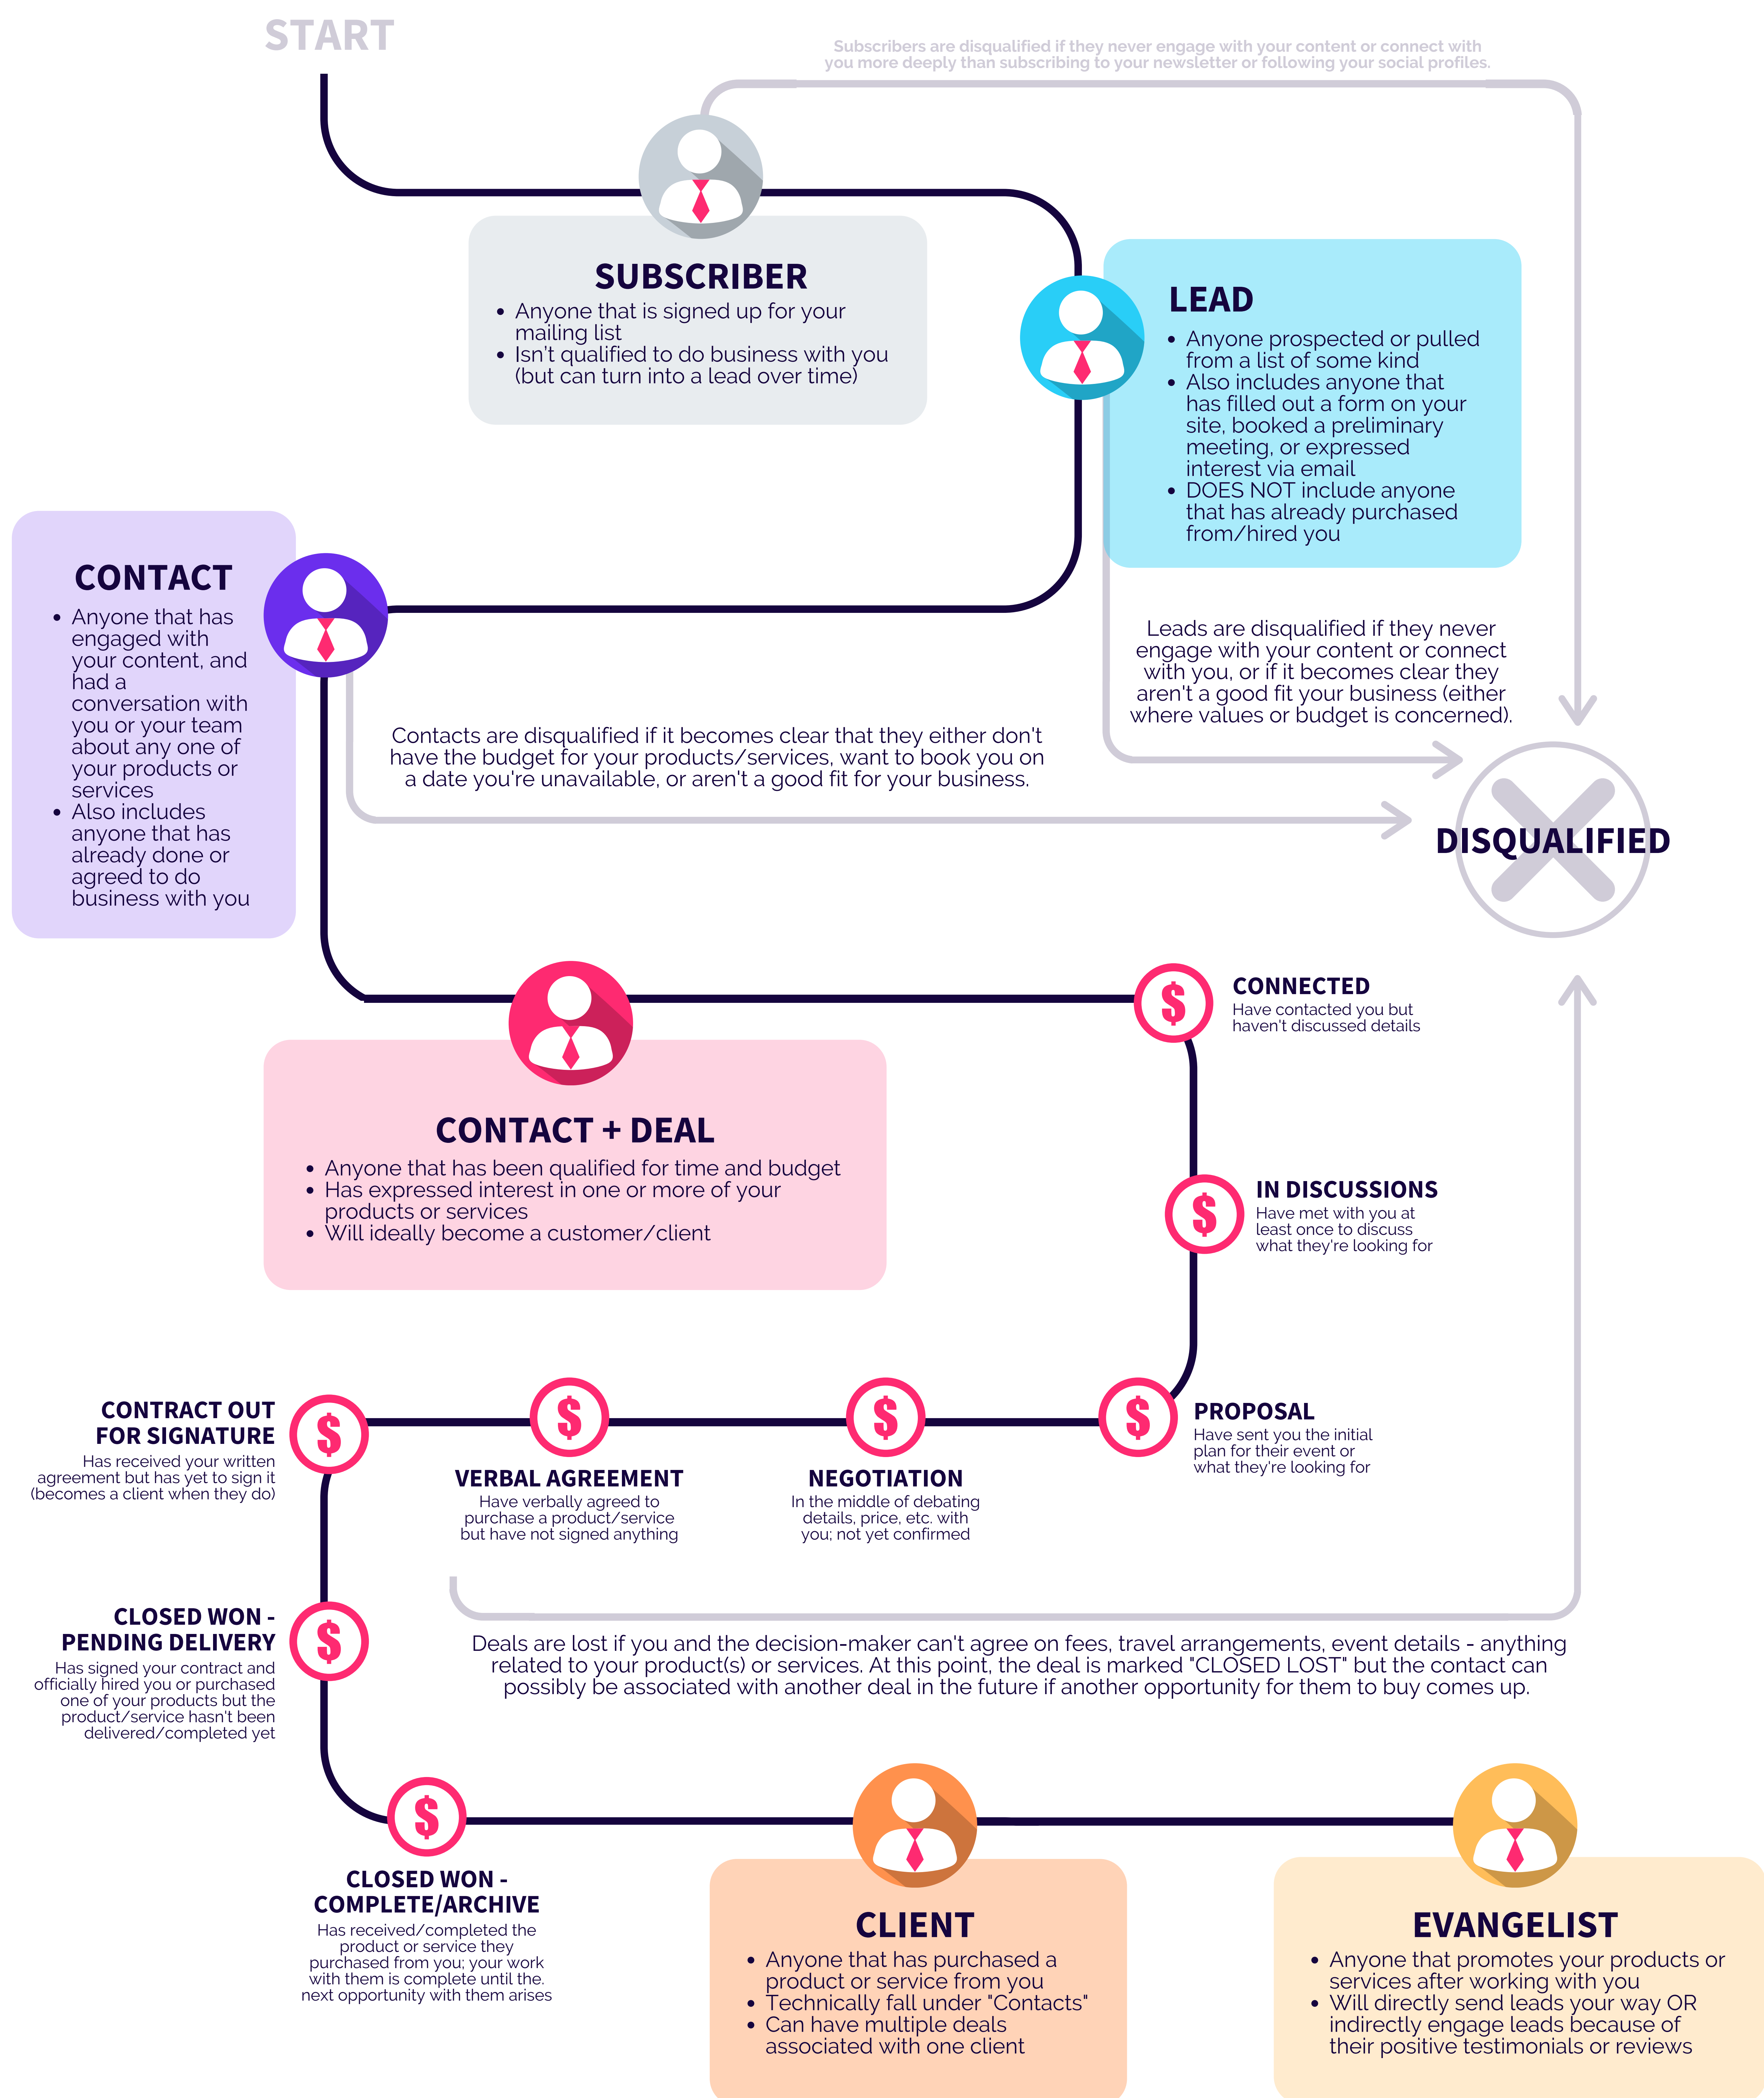 START
Subscribers are disqualified if they never engage with your content or connect with
you more deeply than subscribing to your newsletter or following your social profiles.
SUBSCRIBER
• Anyone that is signed up for your
mailing list
• Isn't qualified to do business with you
(but can turn into a lead over time)
LEAD
• Anyone prospected or pulled
from a list of some kind
• Also includes anyone that
has filled out a form on your
site, booked a preliminary
meeting, or expressed
interest via email
• DOES NOT include anyone
that has already purchased
from/hired you
CONTACT
• Anyone that has
engaged with
your content, and
had a
conversation with
you or your team
about any one of
your products or
services
• Also includes
anyone that has
already done or
agreed to do
business with you
Leads are disqualified if they never
engage with your content or connect
with you, or if it becomes clear they
aren't a good fit your business (either
where values or budget is concerned).
Contacts are disqualified if it becomes clear that they either don't
have the budget for your products/services, want to book you on
a date you're unavailable, or aren't a good fit for your business.
DISQUALIFIED
CONTACT + DEAL
• Anyone that has been qualified for time and budget
• Has expressed interest in one or more of your
products or services
• Will ideally become a customer/client
$
CONNECTED
Have contacted you but
haven't discussed details
$
IN DISCUSSIONS
Have met with you at
least once to discuss
what they're looking for
$
PROPOSAL
Have sent you the initial
plan for their event or
what they're looking for
$
NEGOTIATION
In the middle of debating
details, price, etc. with
you; not yet confirmed
$
VERBAL AGREEMENT
Have verbally agreed to
purchase a product/service
but have not signed anything
$
CONTRACT OUT
FOR SIGNATURE
Has received your written
agreement but has yet to sign it
(becomes a client when they do)
$
CLOSED WON -
PENDING DELIVERY
Has signed your contract and
officially hired you or purchased
one of your products but the
product/service hasn't been
delivered/completed yet
Deals are lost if you and the decision-maker can't agree on fees, travel arrangements, event details - anything
related to your product(s) or services. At this point, the deal is marked "CLOSED LOST" but the contact can
possibly be associated with another deal in the future if another opportunity for them to buy comes up.
$
CLOSED WON -
COMPLETE/ARCHIVE
Has received/completed the
product or service they
purchased from you; your work
with them is complete until the.
next opportunity with them arises
CLIENT
• Anyone that has purchased a
product or service from you
• Technically fall under "Contacts"
• Can have multiple deals
associated with one client
EVANGELIST
• Anyone that promotes your products or
services after working with you
• Will directly send leads your way OR
indirectly engage leads because of
their positive testimonials or reviews